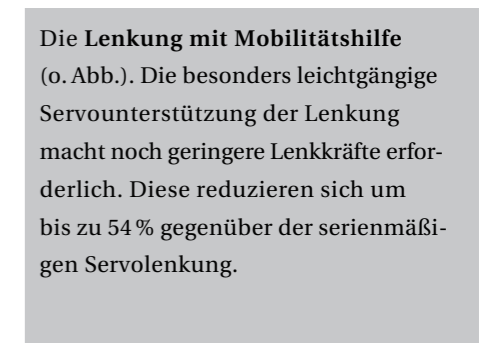 Die Lenkung mit Mobilitätshilfe
(o. Abb.). Die besonders leichtgängige
Servounterstützung der Lenkung
macht noch geringere Lenkkräfte erfor-
derlich. Diese reduzieren sich um
bis zu 54 % gegenüber der serienmäßi-
gen Servolenkung.